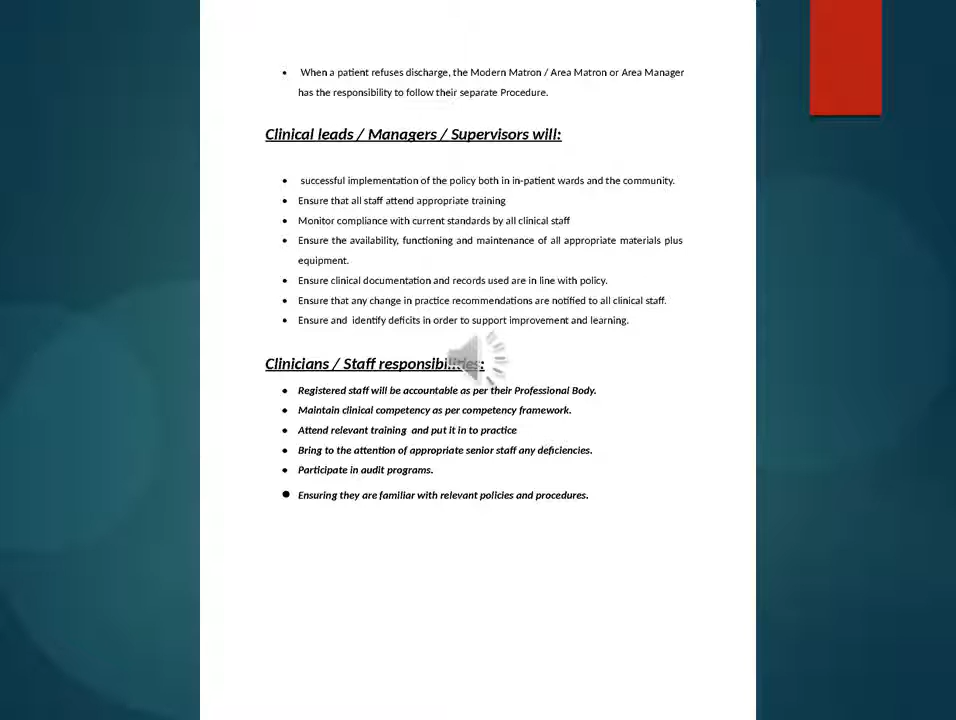 • When a patient refuses discharge, the Modern Matron / Area Matron or Area Manager
has the responsibility to follow their separate Procedure.
Clinical leads / Managers / Supervisors will:
• successful implementation of the policy both in in-patient wards and the community.
• Ensure that all staff attend appropriate training
• Monitor compliance with current standards by all clinical staff
• Ensure the availability, functioning and maintenance of all appropriate materials plus
equipment.
• Ensure clinical documentation and records used are in line with policy.
• Ensure that any change in practice recommendations are notified to all clinical staff.
• Ensure and identify deficits in order to support improvement and learning.
Clinicians / Staff responsibilities:
• Registered staff will be accountable as per their Professional Body.
• Maintain clinical competency as per competency framework.
• Attend relevant training and put it in to practice
• Bring to the attention of appropriate senior staff any deficiencies.
• Participate in audit programs.
• Ensuring they are familiar with relevant policies and procedures.